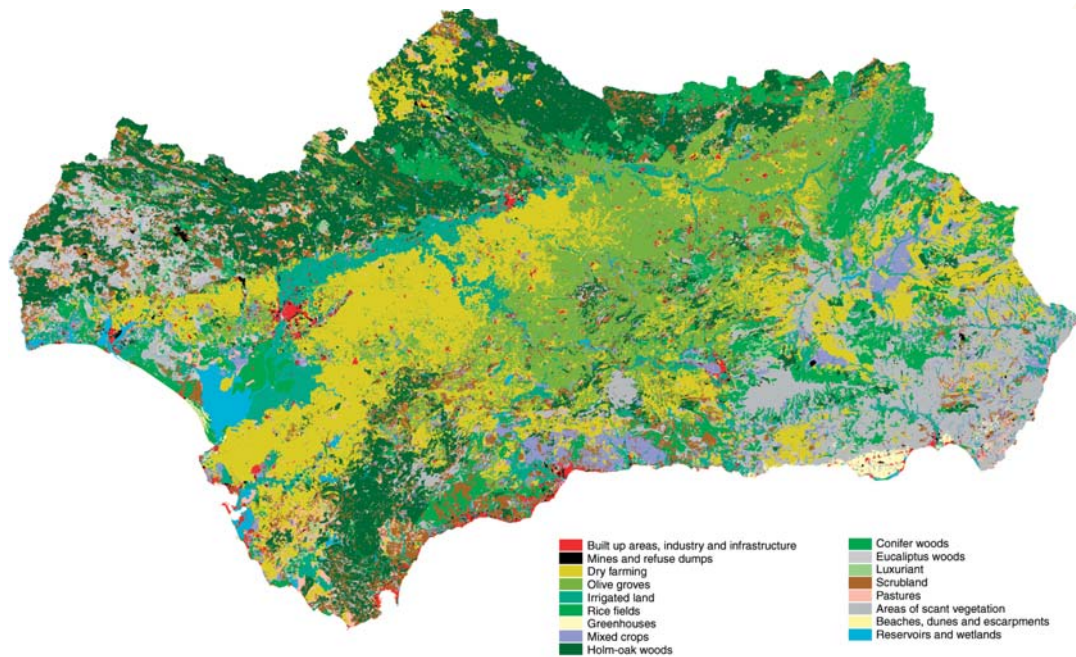 Built up areas, industry and infrastructure
Mines and refuse dumps
Dry farming
Olive groves
Irrigated land
Rice fields
Greenhouses
Mixed crops
Holm-oak woods
Conifer woods
Eucaliptus woods
Luxuriant
Scrubland
Pastures
Areas of scant vegetation
Beaches, dunes and escarpments
Reservoirs and wetlands